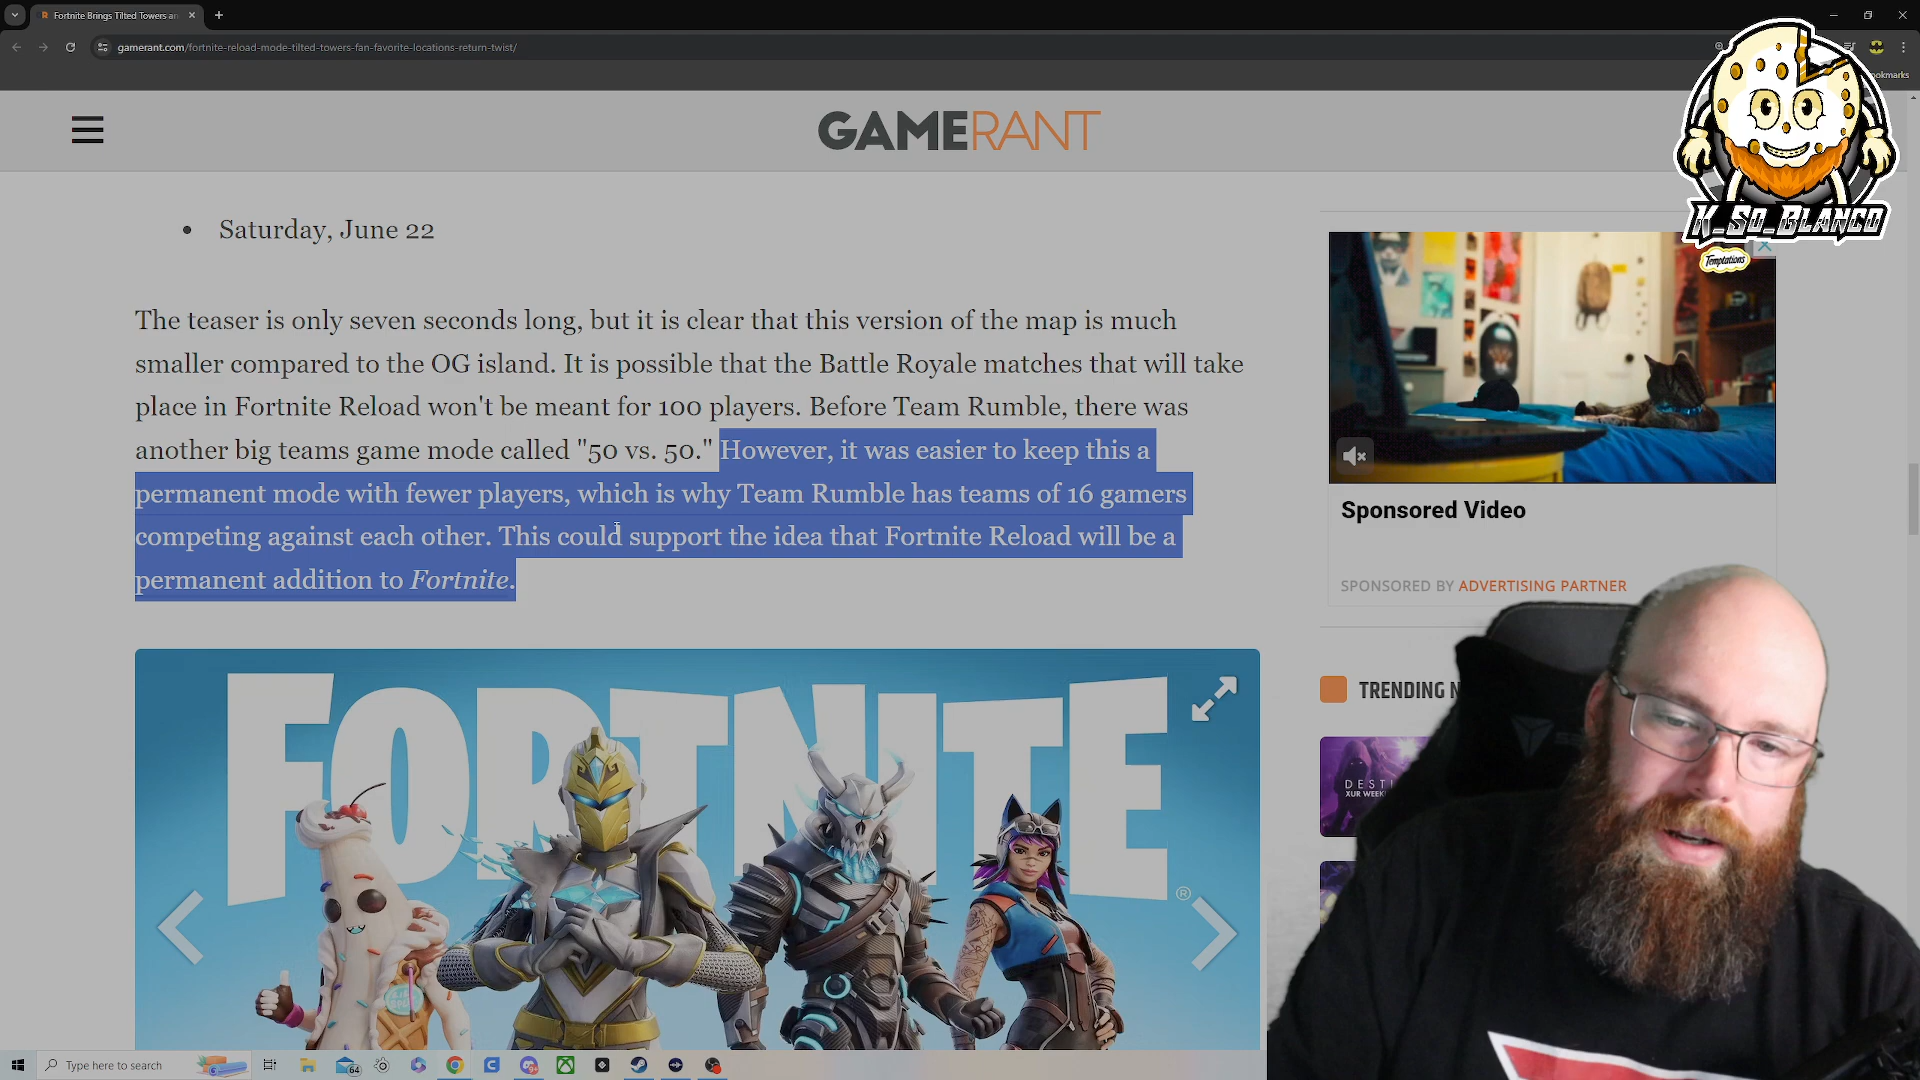 Fortnite Brings Tilted Towers an
gamerant.com/fortnite-reload-mode-tilted-towers-fan-favorite-locations-return-twist/
ookmarks
GAMERANT
K_So_Blanco
• Saturday, June 22
Temptations
The teaser is only seven seconds long, but it is clear that this version of the map is much
smaller compared to the OG island. It is possible that the Battle Royale matches that will take
place in Fortnite Reload won't be meant for 100 players. Before Team Rumble, there was
another big teams game mode called "50 vs. 50." However, it was easier to keep this a
permanent mode with fewer players, which is why Team Rumble has teams of 16 gamers
competing against each other. This could support the idea that Fortnite Reload will be a
permanent addition to Fortnite.
Sponsored Video
SPONSORED BY ADVERTISING PARTNER
TRENDING N
FORTNITE®
DESTI
XUR WEEK
Type here to search
64